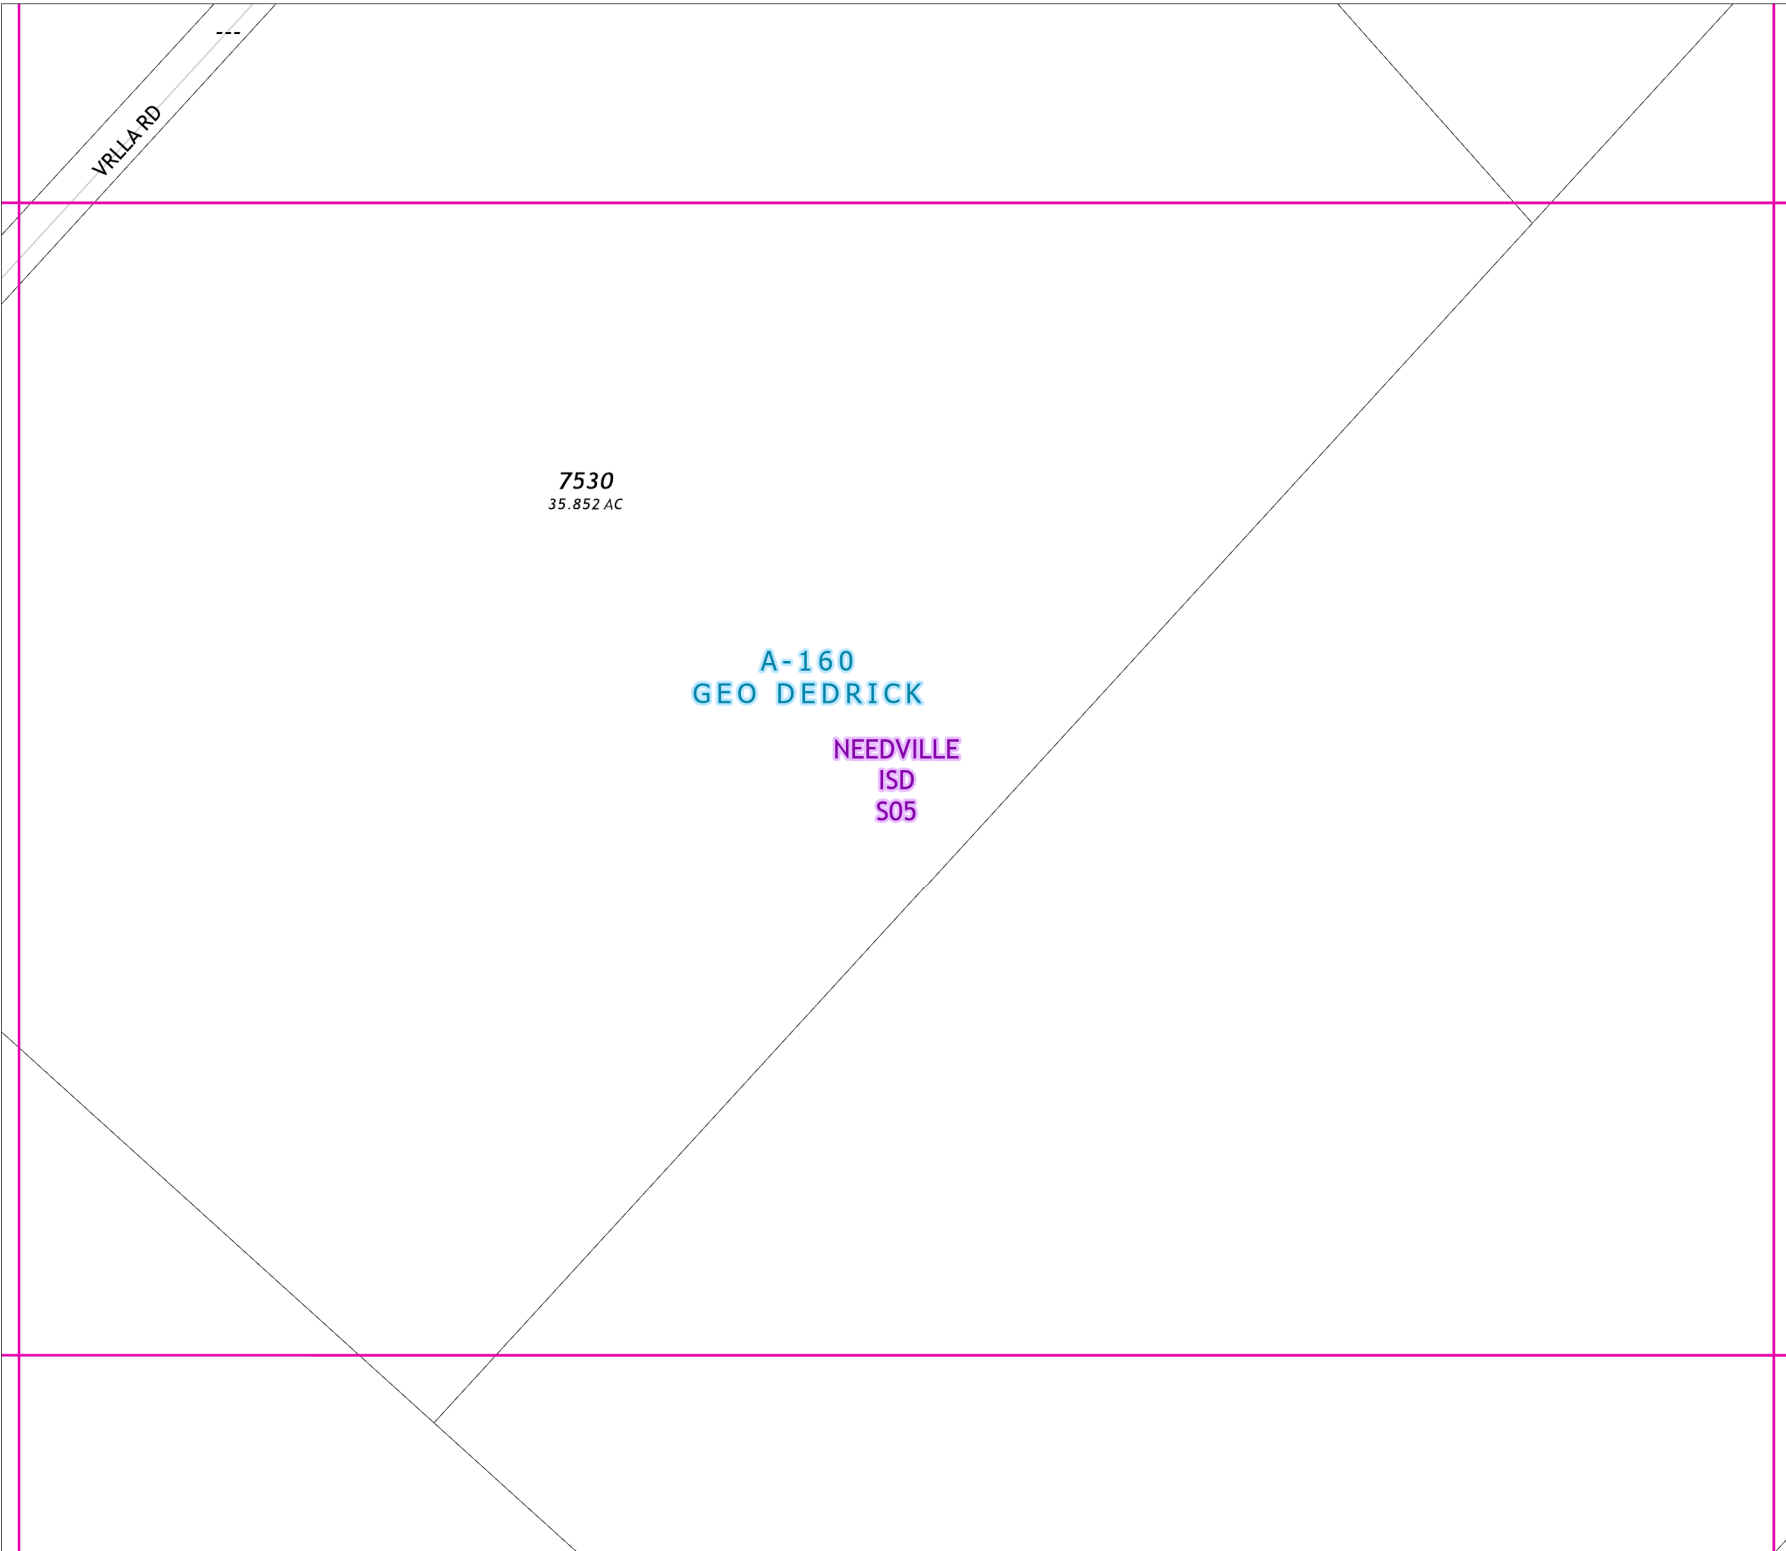 ---
VRLLA RD
7530
35.852 AC
A-160
GEO DEDRICK
NEEDVILLE
ISD
S05